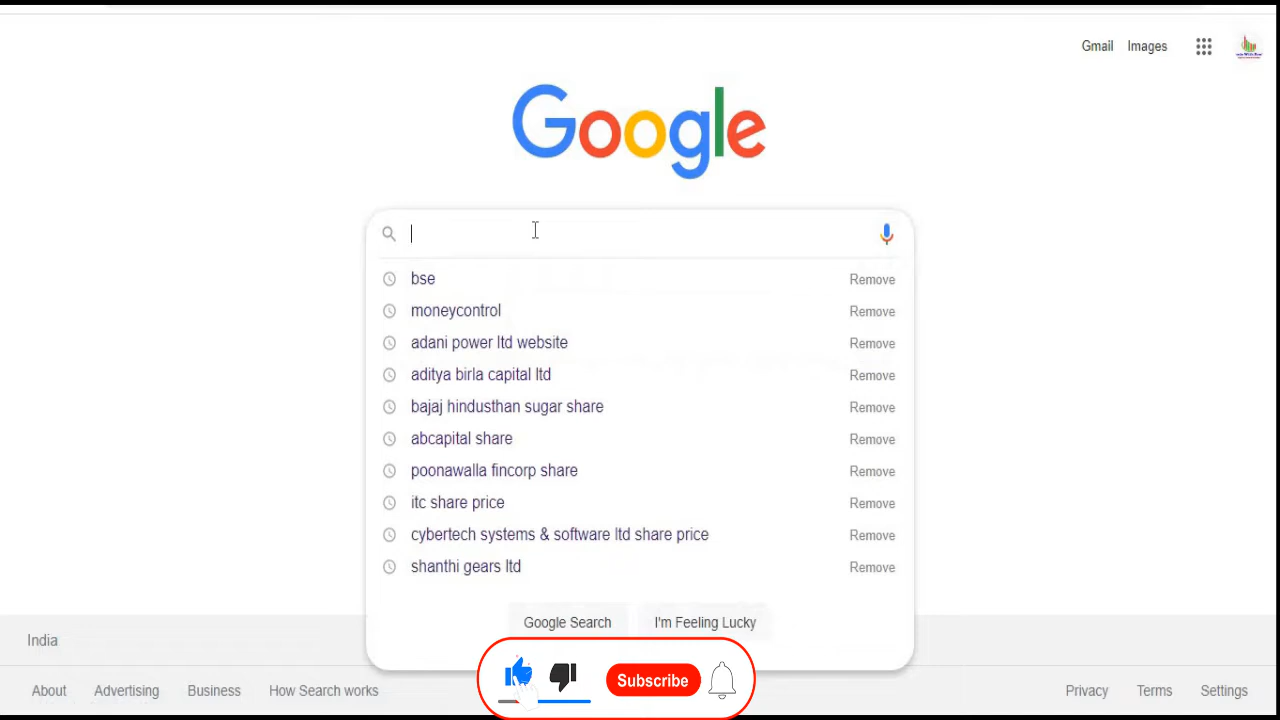 Gmail Images
Google
bse Remove
moneycontrol Remove
adani power ltd website Remove
aditya birla capital ltd Remove
bajaj hindusthan sugar share Remove
abcapital share Remove
poonawalla fincorp share Remove
itc share price Remove
cybertech systems & software ltd share price Remove
shanthi gears ltd Remove
Google Search I'm Feeling Lucky
India
Subscribe
About Advertising Business How Search works Privacy Terms Settings